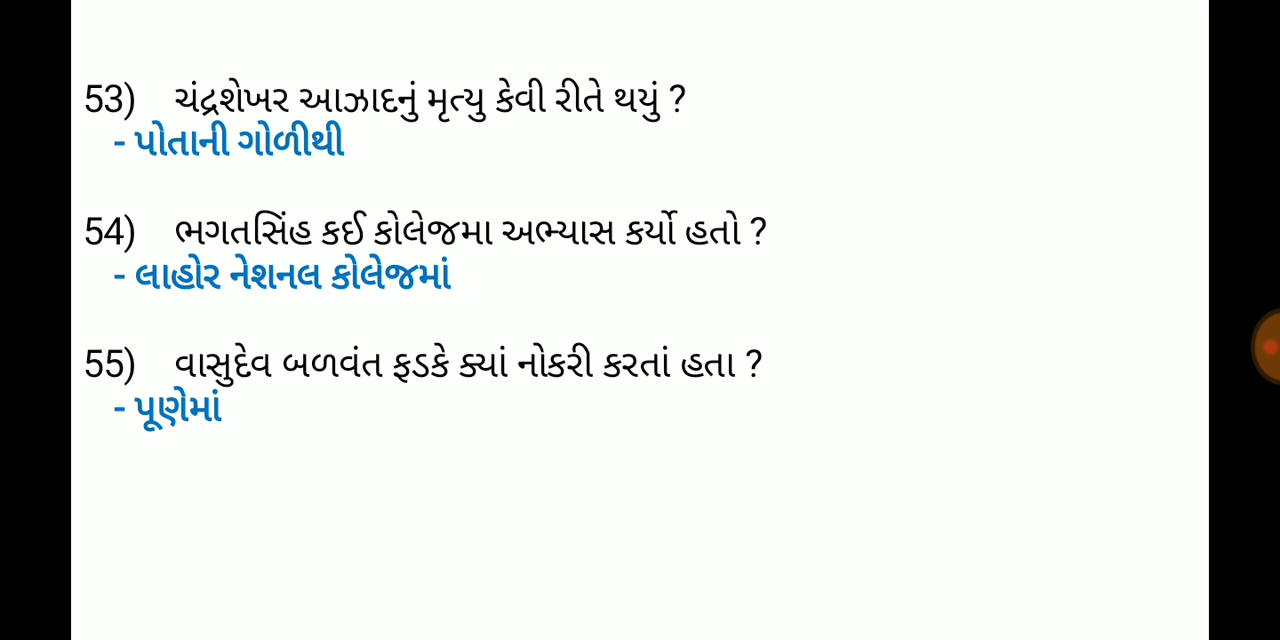 53) ચંદ્રશેખર આઝાદનું મૃત્યુ કેવી રીતે થયું ?
- પોતાની ગોળીથી
54) ભગતસિંહ કઈ કોલેજમા અભ્યાસ કર્યો હતો ?
- લાહોર નેશનલ કોલેજમાં
55) વાસુદેવ બળવંત ફડકે ક્યાં નોકરી કરતાં હતા ?
- પૂણેમાં